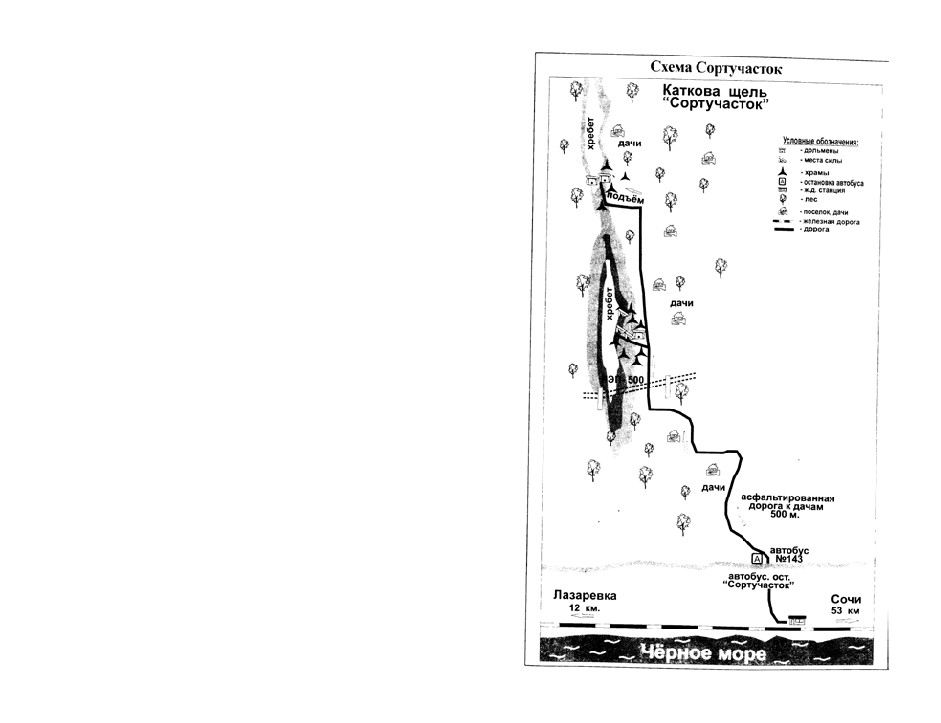 Схема Сортучасток
Каткова щель
"Сортучасток"
хребет
дачи
Условные обозначения:
- дольмены
- места силы
- храмы
А - остановка автобуса
- ж.д. станция
- лес
- поселок, дачи
- железная дорога
- дорога
подъём
хребет
дачи
ЭП-500
дачи
асфальтированная
дорога к дачам
500 м.
автобус
№143
А
автобус. ост.
"Сортучасток"
Лазаревка
12 км.
Сочи
53 км
Чёрное море